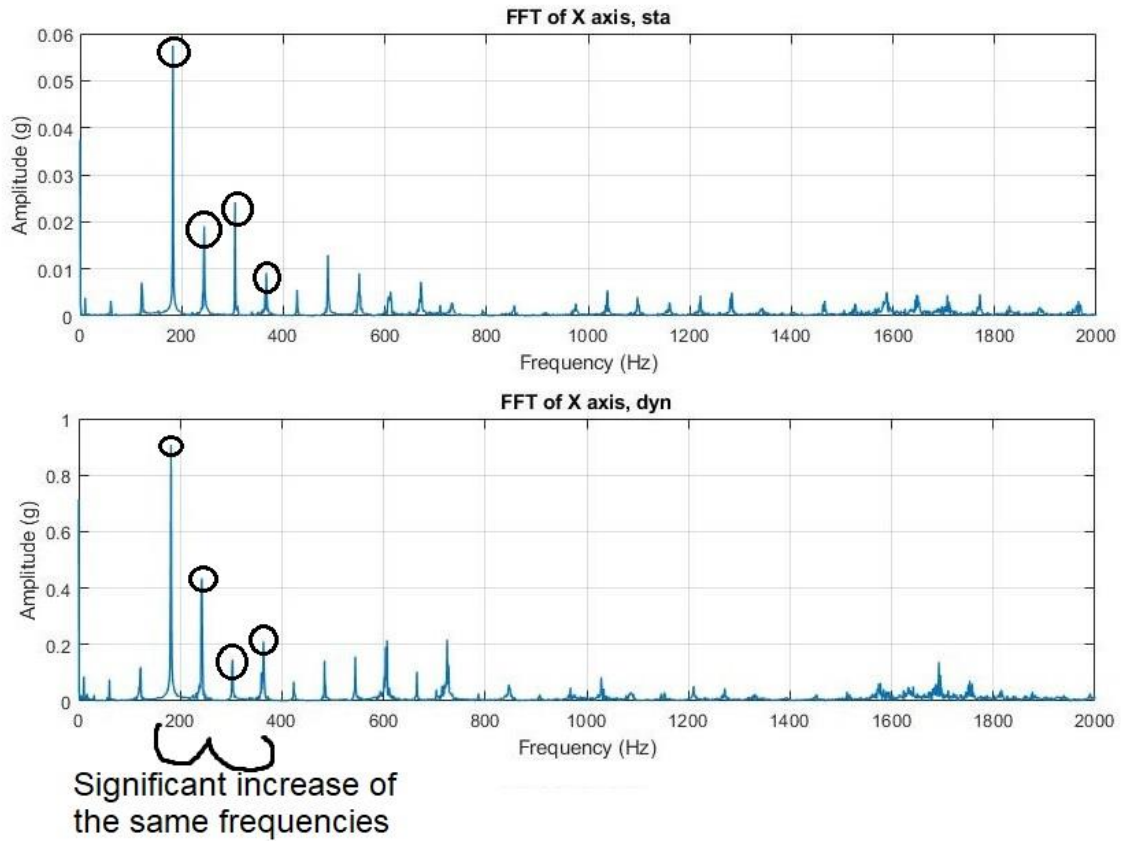 FFT of X axis, sta
0.06
0.05
0.04
0.03
0.02
0.01
0
Amplitude (g)
0 200 400 600 800 1000 1200 1400 1600 1800 2000
Frequency (Hz)
FFT of X axis, dyn
1
0.8
0.6
0.4
0.2
0
Amplitude (g)
0 200 400 600 800 1000 1200 1400 1600 1800 2000
Frequency (Hz)
Significant increase of
the same frequencies